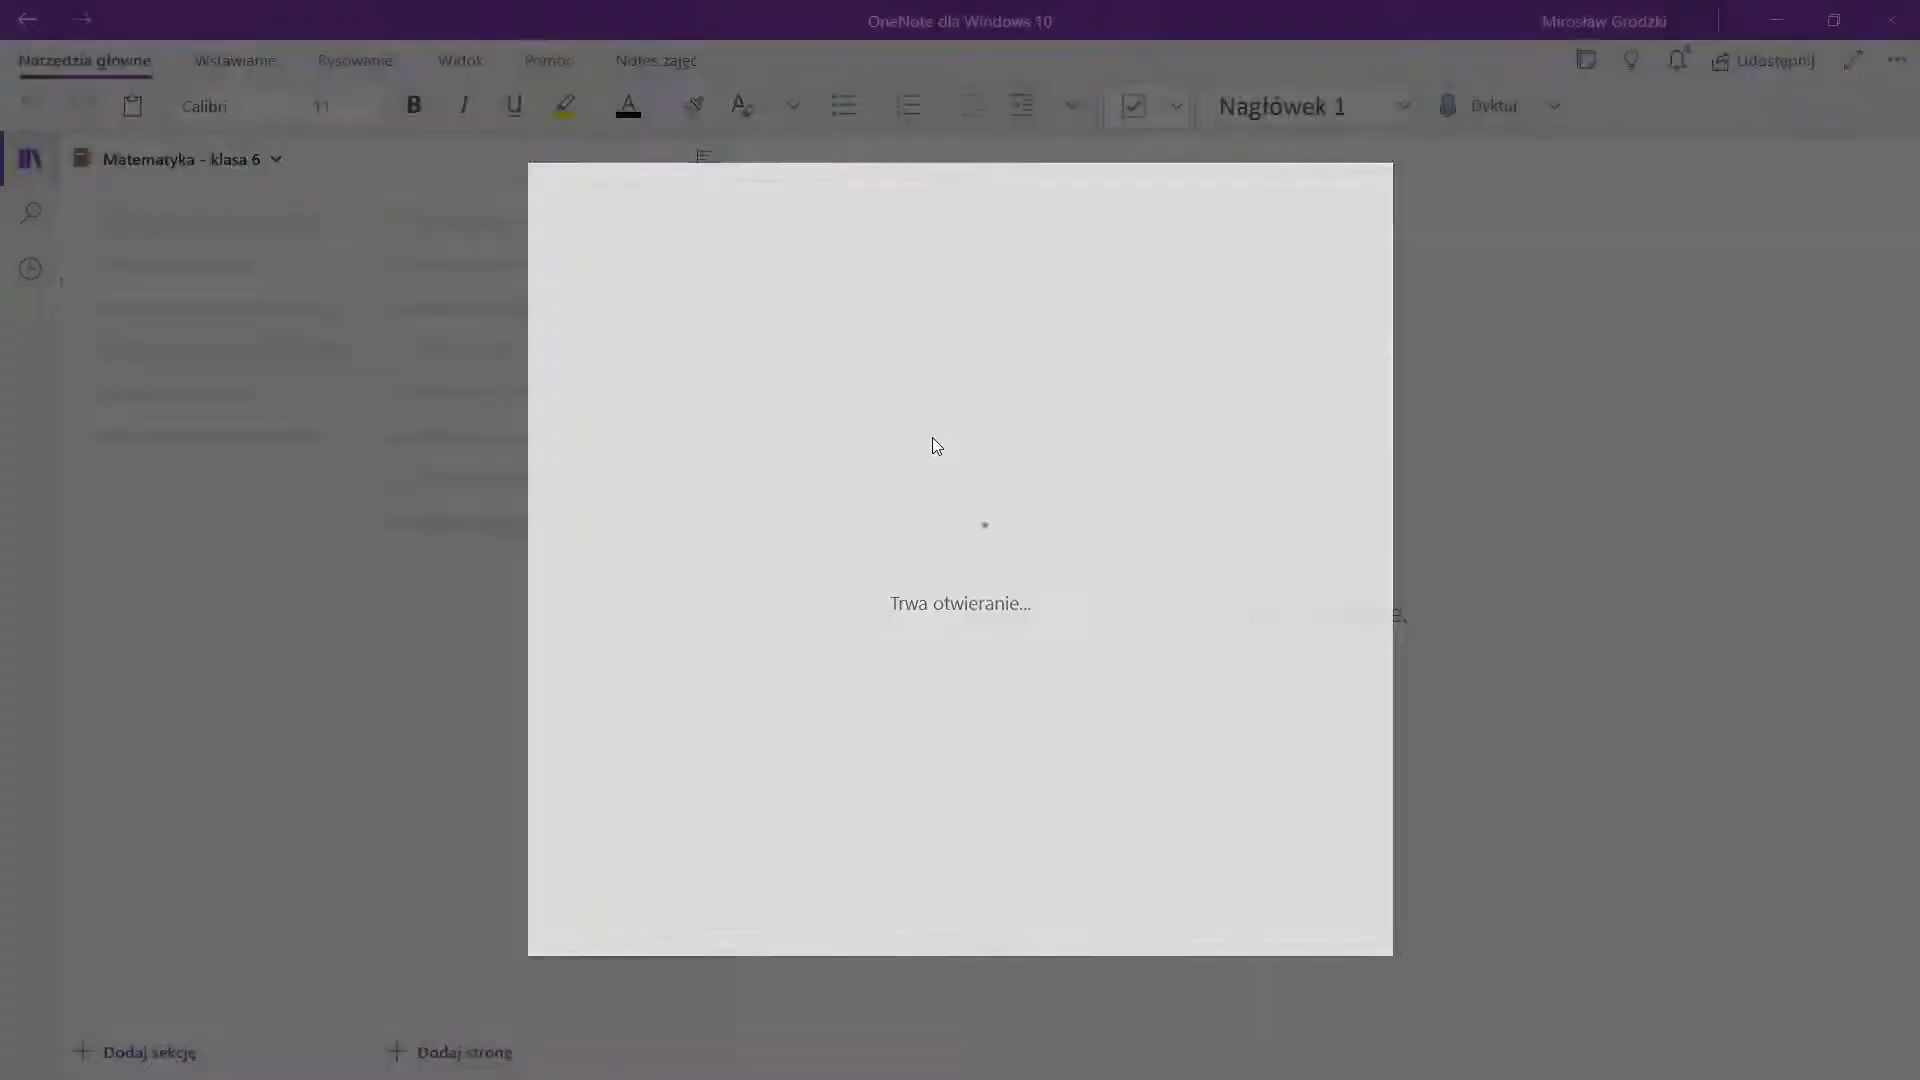 OneNote dla Windows 10
Mirosław Grodzki
Narzędzia główne Wstawianie Rysowanie Widok Pomoc Notes zajęć
Udostępnij
Calibri 11 B I U A Nagłówek 1 Dyktuj
Matematyka - klasa 6
Trwa otwieranie...
e.
Dodaj sekcję Dodaj stronę